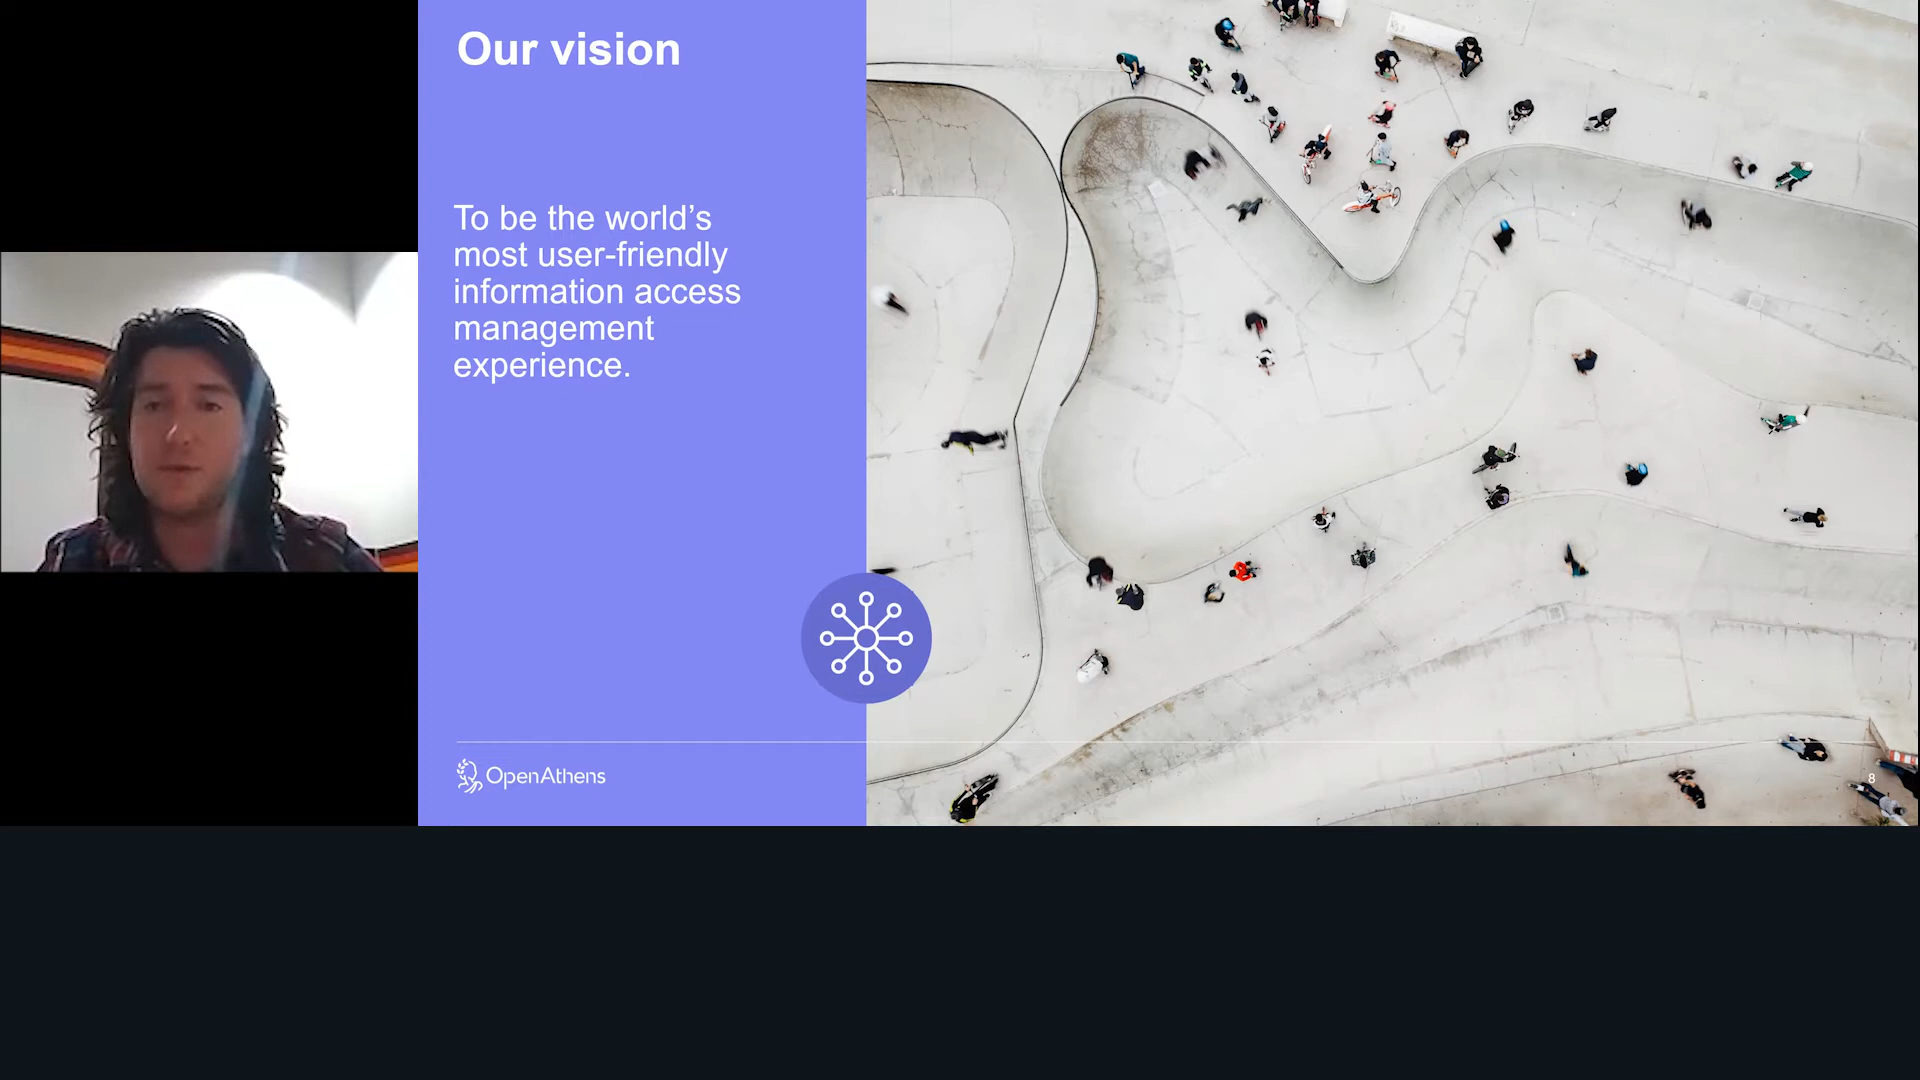 Our vision
To be the world’s
most user-friendly
information access
management
experience.
OpenAthens
8